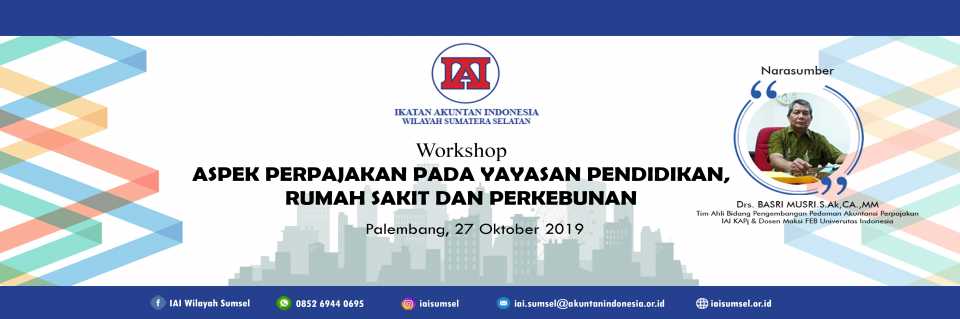 IAI
IKATAN AKUNTAN INDONESIA
WILAYAH SUMATERA SELATAN
Workshop
ASPEK PERPAJAKAN PADA YAYASAN PENDIDIKAN,
RUMAH SAKIT DAN PERKEBUNAN
Palembang, 27 Oktober 2019
Narasumber
Drs. BASRI MUSRI.S.Ak,CA.,MM
Tim Ahli Bidang Pengembangan Pedoman Akuntansi Perpajakan
IAI KAPj & Dosen Maksi FEB Universitas Indonesia
IAI Wilayah Sumsel
0852 6944 0695
iaisumsel
iai.sumsel@akuntanindonesia.or.id
iaisumsel.or.id